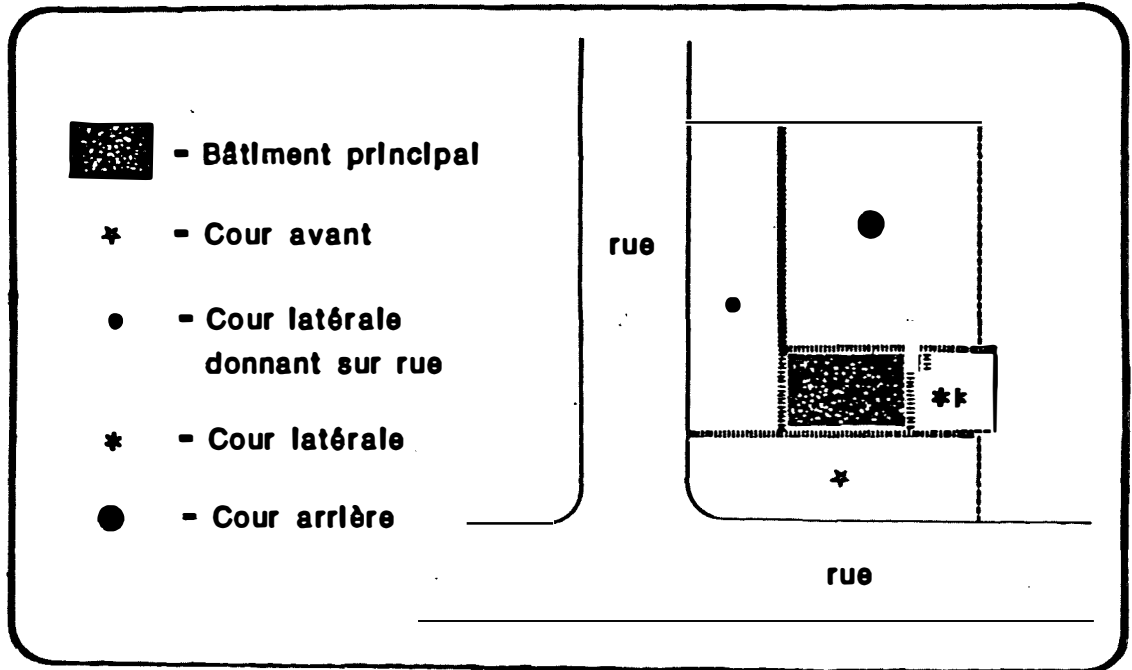 - Bâtiment principal
- Cour avant
- Cour latérale
donnant sur rue
- Cour latérale
- Cour arrière
rue
rue